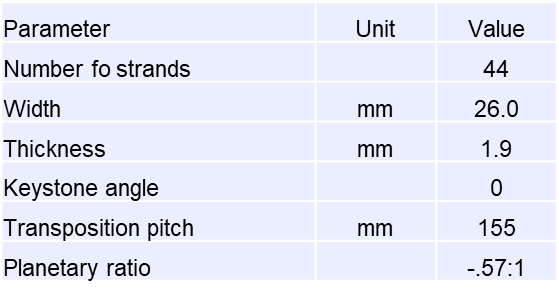 Parameter Unit Value
Number fo strands 44
Width mm 26.0
Thickness mm 1.9
Keystone angle 0
Transposition pitch mm 155
Planetary ratio -.57:1